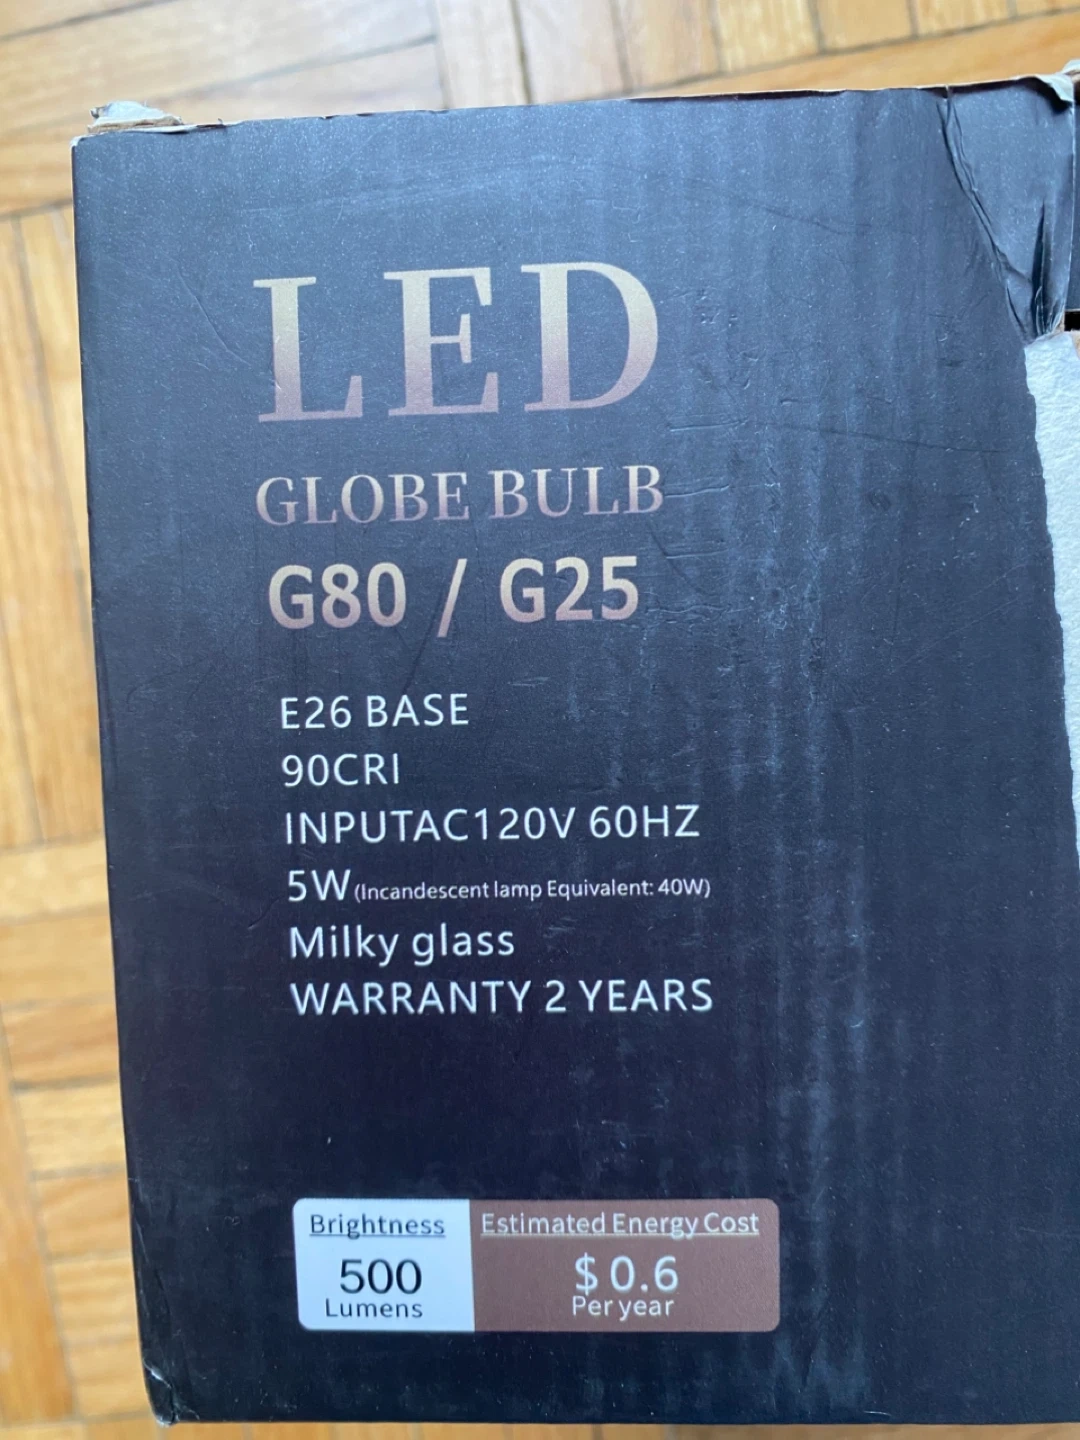 LED
GLOBE BULB
G80 / G25
E26 BASE
90CRI
INPUTAC120V 60HZ
5W(Incandescent lamp Equivalent: 40W)
Milky glass
WARRANTY 2 YEARS
Brightness
500
Lumens
Estimated Energy Cost
$ 0.6
Per year